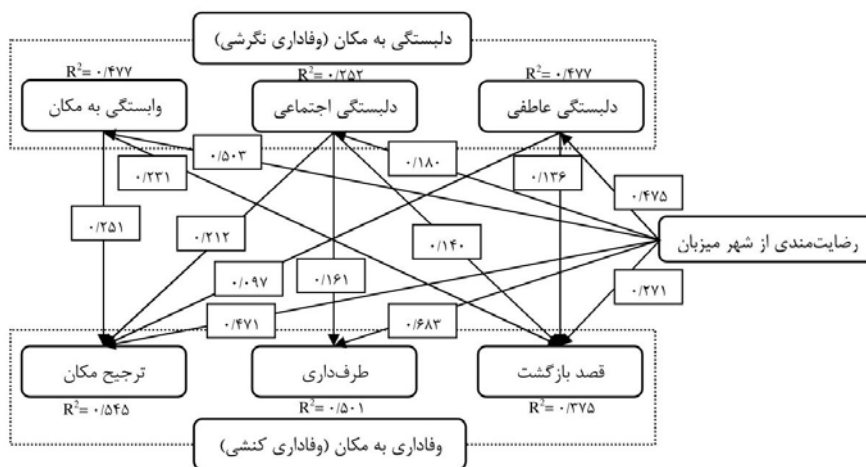 دلبستگی به مکان (وفاداری نگرشی)
R²= ۰/۴۷۷
R²= ۰/۲۵۲
R²= ۰/۴۷۷
دلبستگی عاطفی
دلبستگی اجتماعی
وابستگی به مکان
۰/۵۰۳
۰/۱۸۰
۰/۲۳۱
۰/۱۳۶
۰/۴۷۵
۰/۲۵۱
۰/۲۱۲
۰/۱۴۰
رضایت‌مندی از شهر میزبان
۰/۰۹۷
۰/۱۶۱
۰/۲۷۱
۰/۴۷۱
۰/۶۸۳
قصد بازگشت
طرف‌داری
ترجیح مکان
R²= ۰/۵۴۵
R²= ۰/۵۰۱
R²= ۰/۳۷۵
وفاداری به مکان (وفاداری کنشی)